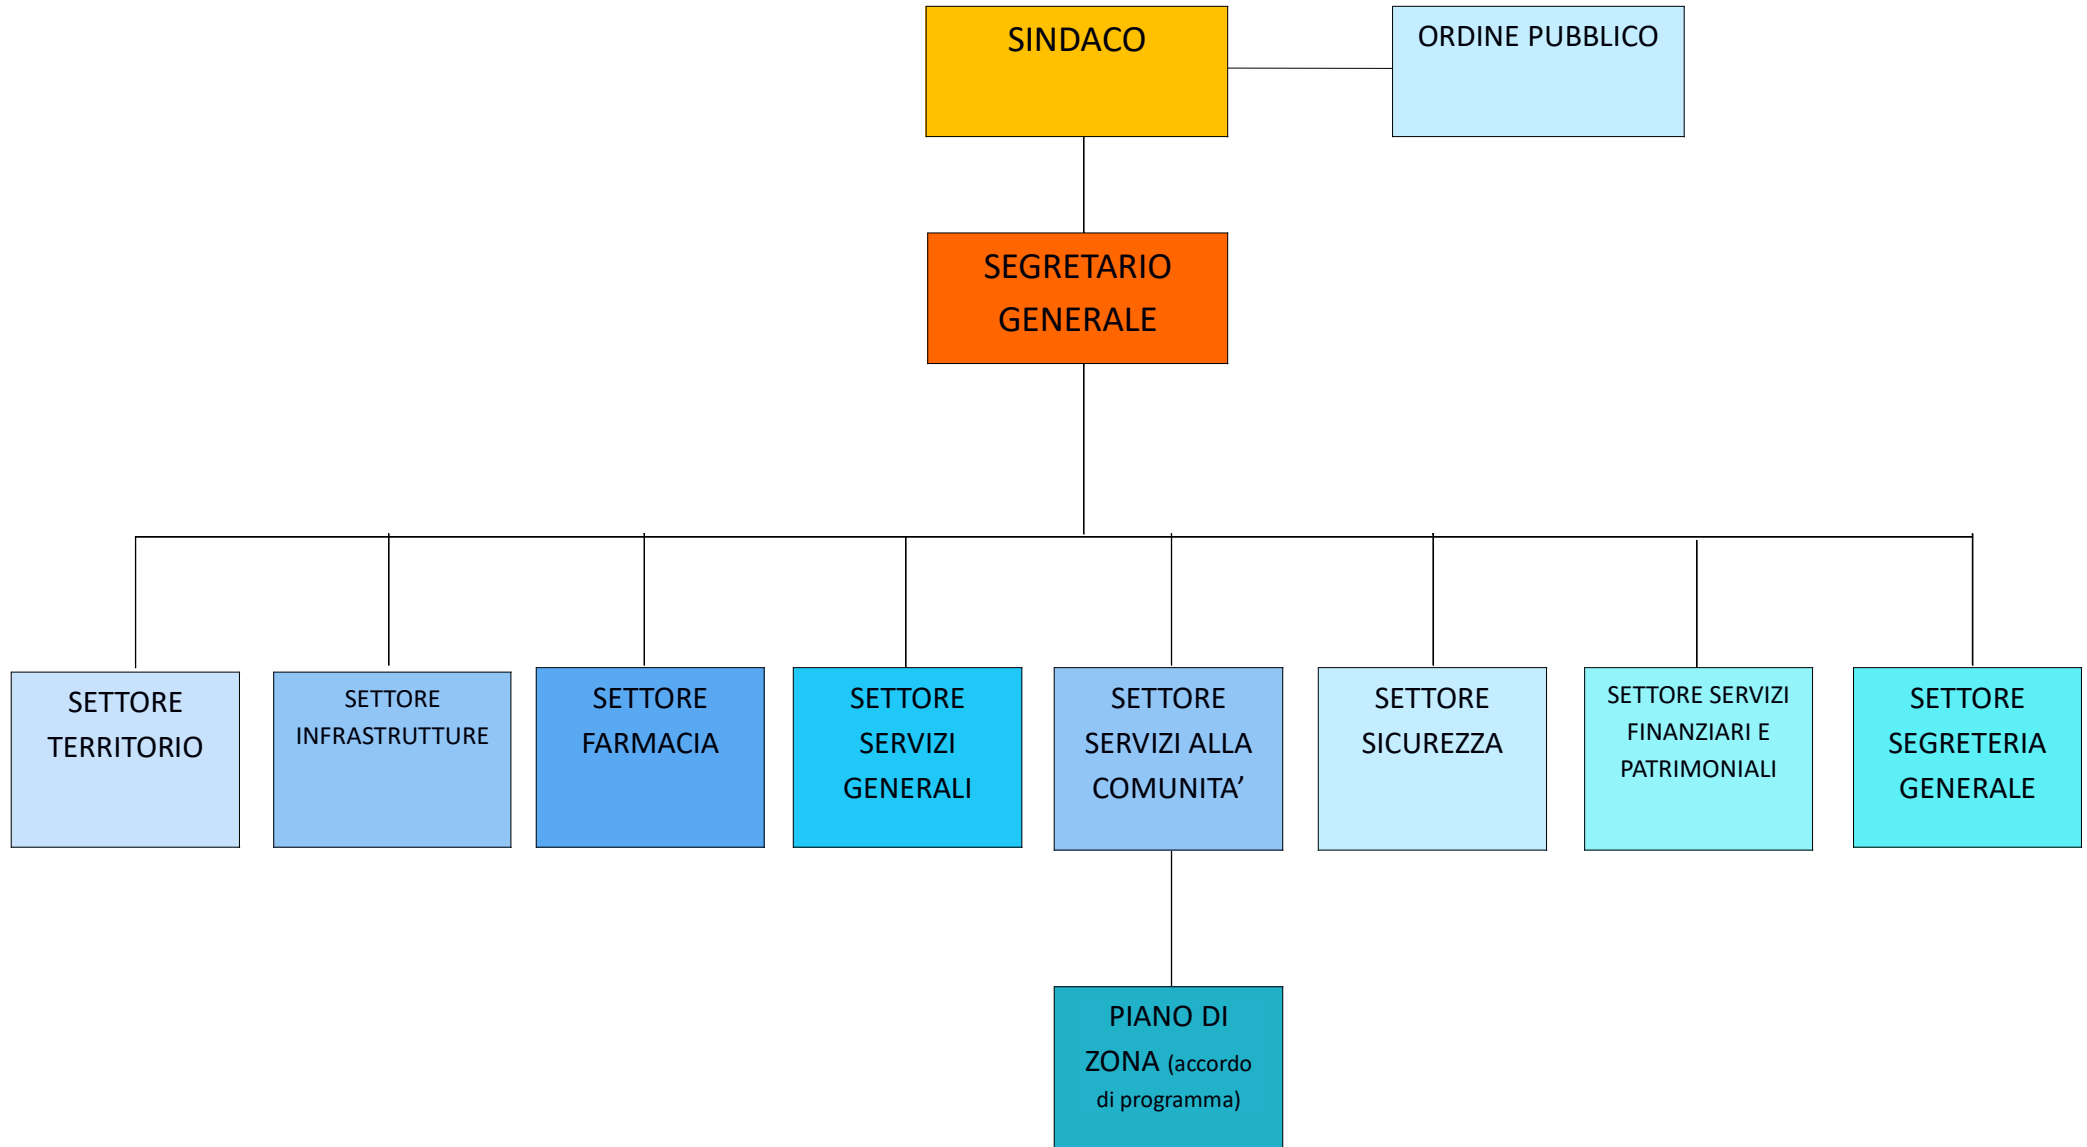 SINDACO
ORDINE PUBBLICO
SEGRETARIO
GENERALE
SETTORE
TERRITORIO
SETTORE
INFRASTRUTTURE
SETTORE
FARMACIA
SETTORE
SERVIZI
GENERALI
SETTORE
SERVIZI ALLA
COMUNITA’
SETTORE
SICUREZZA
SETTORE SERVIZI
FINANZIARI E
PATRIMONIALI
SETTORE
SEGRETERIA
GENERALE
PIANO DI
ZONA (accordo
di programma)